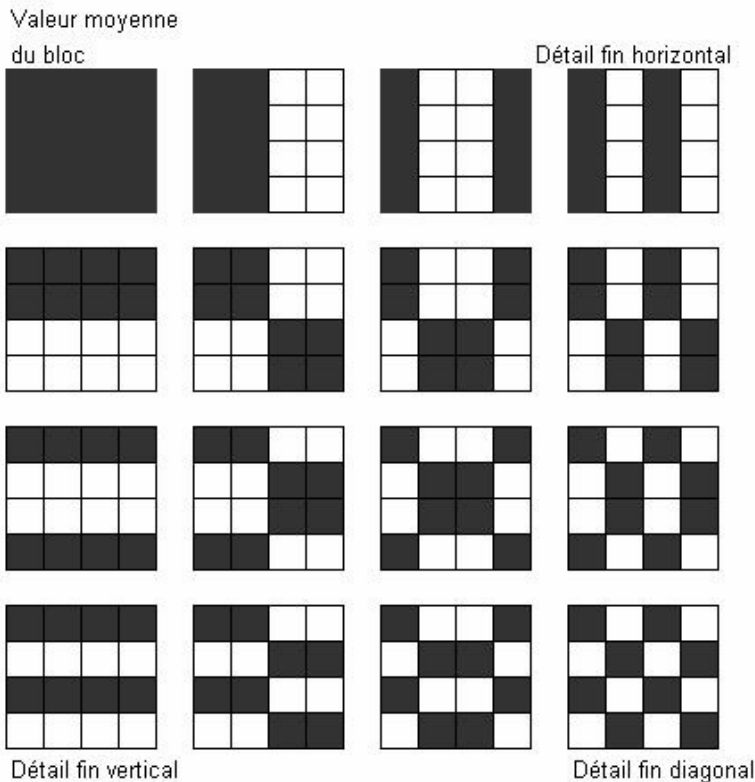 Valeur moyenne
du bloc
Détail fin horizontal
Détail fin vertical
Détail fin diagonal